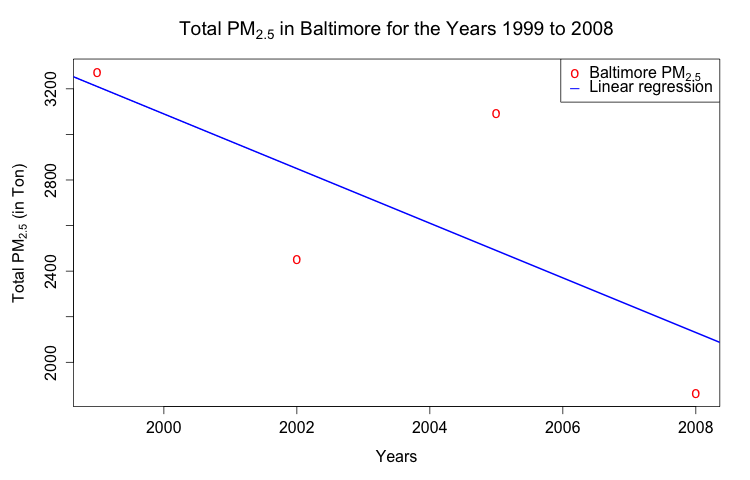 Total PM2.5 in Baltimore for the Years 1999 to 2008
o Baltimore PM2.5
– Linear regression
Total PM2.5 (in Ton)
3200
2800
2400
2000
2000 2002 2004 2006 2008
Years